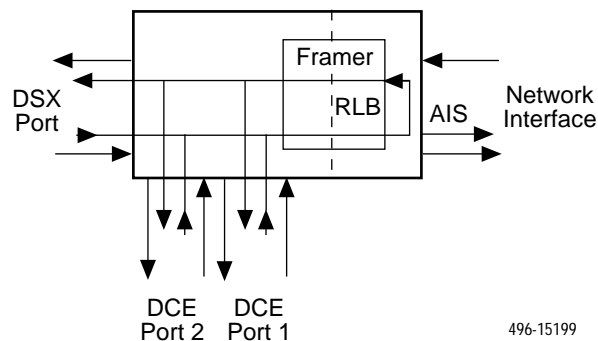 Framer
RLB
DSX
Port
AIS
Network
Interface
DCE
Port 2
DCE
Port 1
496-15199